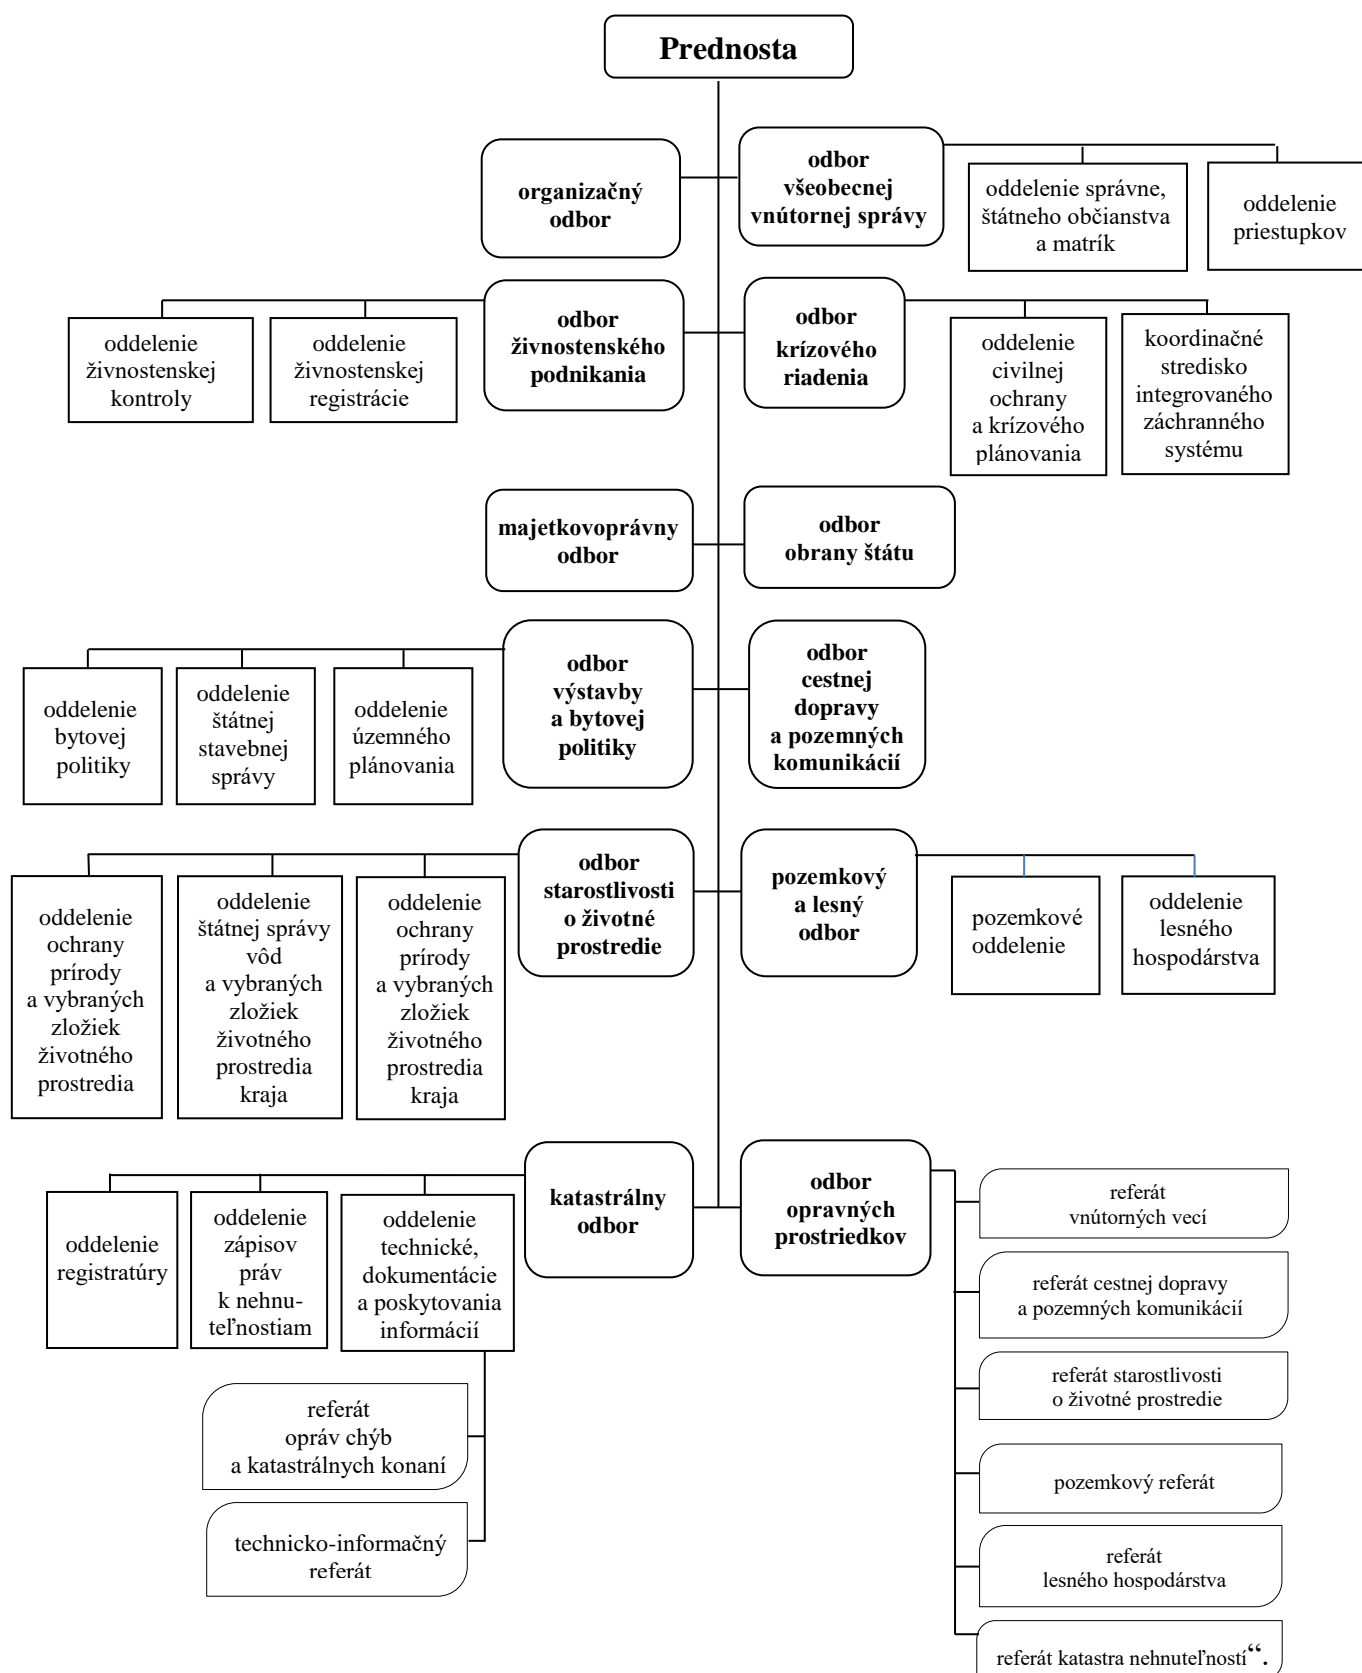 Prednosta
organizačný
odbor
odbor
všeobecnej
vnútornej správy
oddelenie správne,
štátneho občianstva
a matrík
oddelenie
priestupkov
oddelenie
živnostenskej
kontroly
oddelenie
živnostenskej
registrácie
odbor
živnostenského
podnikania
odbor
krízového
riadenia
oddelenie
civilnej
ochrany
a krízového
plánovania
koordinačné
stredisko
integrovaného
záchranného
systému
majetkovoprávny
odbor
odbor
obrany štátu
oddelenie
bytovej
politiky
oddelenie
štátnej
stavebnej
správy
oddelenie
územného
plánovania
odbor
výstavby
a bytovej
politiky
odbor
cestnej
dopravy
a pozemných
komunikácií
oddelenie
ochrany
prírody
a vybraných
zložiek
životného
prostredia
oddelenie
štátnej správy
vôd
a vybraných
zložiek
životného
prostredia
kraja
oddelenie
ochrany
prírody
a vybraných
zložiek
životného
prostredia
kraja
odbor
starostlivosti
o životné
prostredie
pozemkový
a lesný
odbor
pozemkové
oddelenie
oddelenie
lesného
hospodárstva
oddelenie
registratúry
oddelenie
zápisov
práv
k nehnu-
teľnostiam
oddelenie
technické,
dokumentácie
a poskytovania
informácií
katastrálny
odbor
odbor
opravných
prostriedkov
referát
opráv chýb
a katastrálnych konaní
technicko-informačný
referát
referát
vnútorných vecí
referát cestnej dopravy
a pozemných komunikácií
referát starostlivosti
o životné prostredie
pozemkový referát
referát
lesného hospodárstva
referát katastra nehnuteľností“.